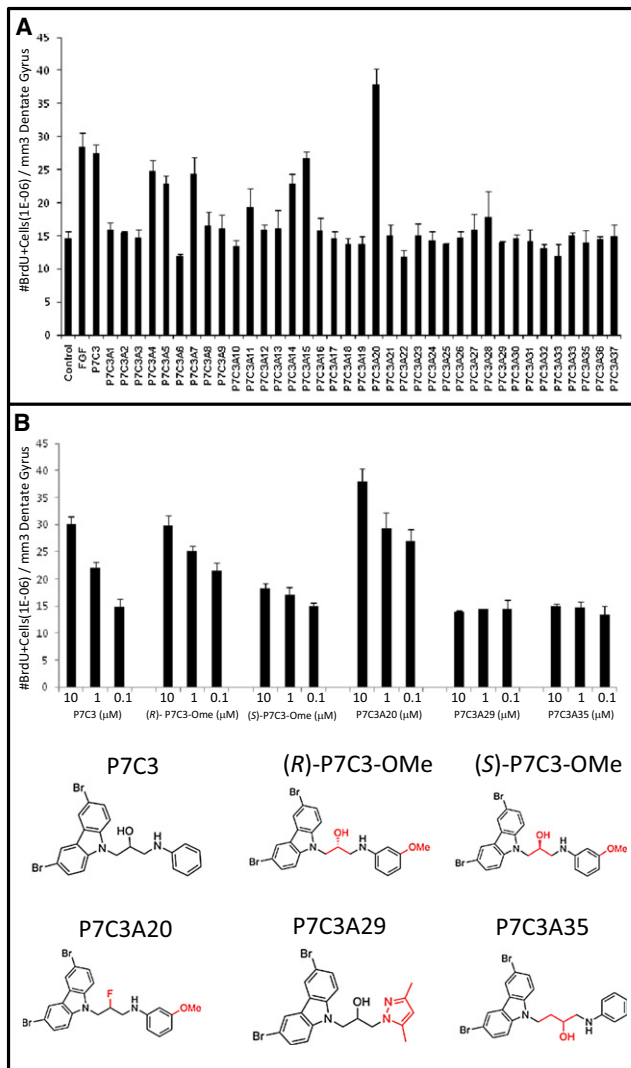 A
#BrdU+Cells(1E-06) / mm3 Dentate Gyrus
45
40
35
30
25
20
15
10
5
0
Control
FGF
P7C3
P7C3A1
P7C3A2
P7C3A3
P7C3A4
P7C3A5
P7C3A6
P7C3A7
P7C3A8
P7C3A9
P7C3A10
P7C3A11
P7C3A12
P7C3A13
P7C3A14
P7C3A15
P7C3A16
P7C3A17
P7C3A18
P7C3A19
P7C3A20
P7C3A21
P7C3A22
P7C3A23
P7C3A24
P7C3A25
P7C3A26
P7C3A27
P7C3A28
P7C3A29
P7C3A30
P7C3A31
P7C3A32
P7C3A33
P7C3A33
P7C3A35
P7C3A36
P7C3A37
B
#BrdU+Cells(1E-06) / mm3 Dentate Gyrus
45
40
35
30
25
20
15
10
5
0
10 1 0.1 10 1 0.1 10 1 0.1 10 1 0.1 10 1 0.1 10 1 0.1
P7C3 (μM) (R)- P7C3-Ome (μM) (S)-P7C3-Ome (μM) P7C3A20 (μM) P7C3A29 (μM) P7C3A35 (μM)
P7C3 (R)-P7C3-OMe (S)-P7C3-OMe
Br OH H N N Br
Br OH H N N OMe Br
Br OH H N N OMe Br
P7C3A20 P7C3A29 P7C3A35
Br F H N N OMe Br
Br OH N N N Br
Br H N N OH Br